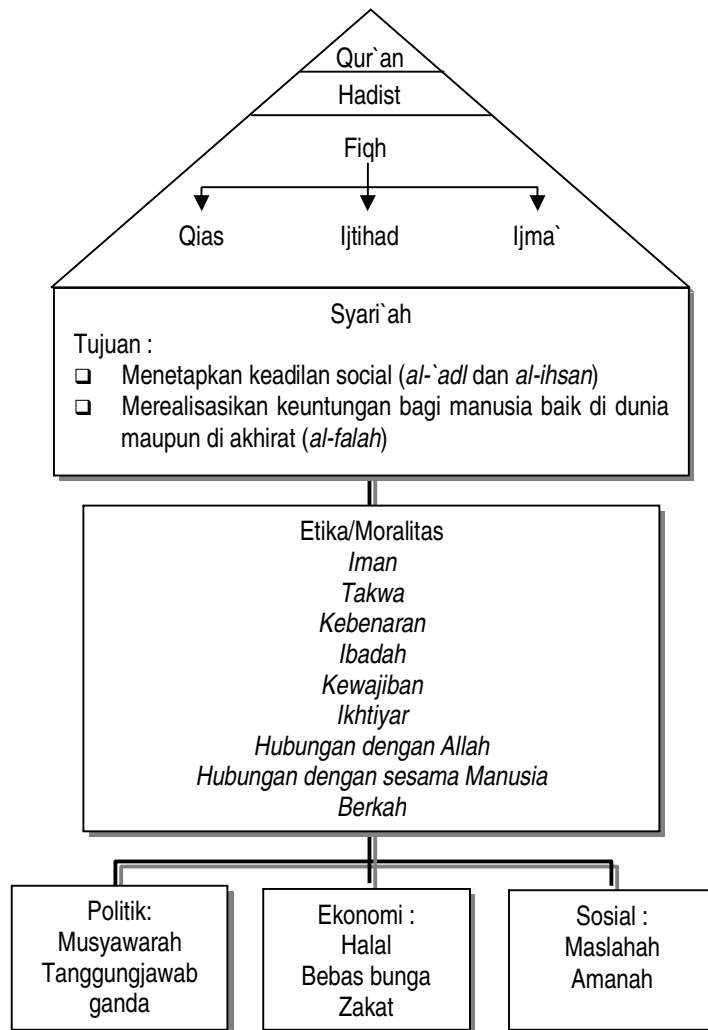 Qur`an
Hadist
Fiqh
Qias Ijtihad Ijma`
Syari`ah
Tujuan :
❑ Menetapkan keadilan social (al-`adl dan al-ihsan)
❑ Merealisasikan keuntungan bagi manusia baik di dunia
maupun di akhirat (al-falah)
Etika/Moralitas
Iman
Takwa
Kebenaran
Ibadah
Kewajiban
Ikhtiyar
Hubungan dengan Allah
Hubungan dengan sesama Manusia
Berkah
Politik:
Musyawarah
Tanggungjawab
ganda
Ekonomi :
Halal
Bebas bunga
Zakat
Sosial :
Maslahah
Amanah